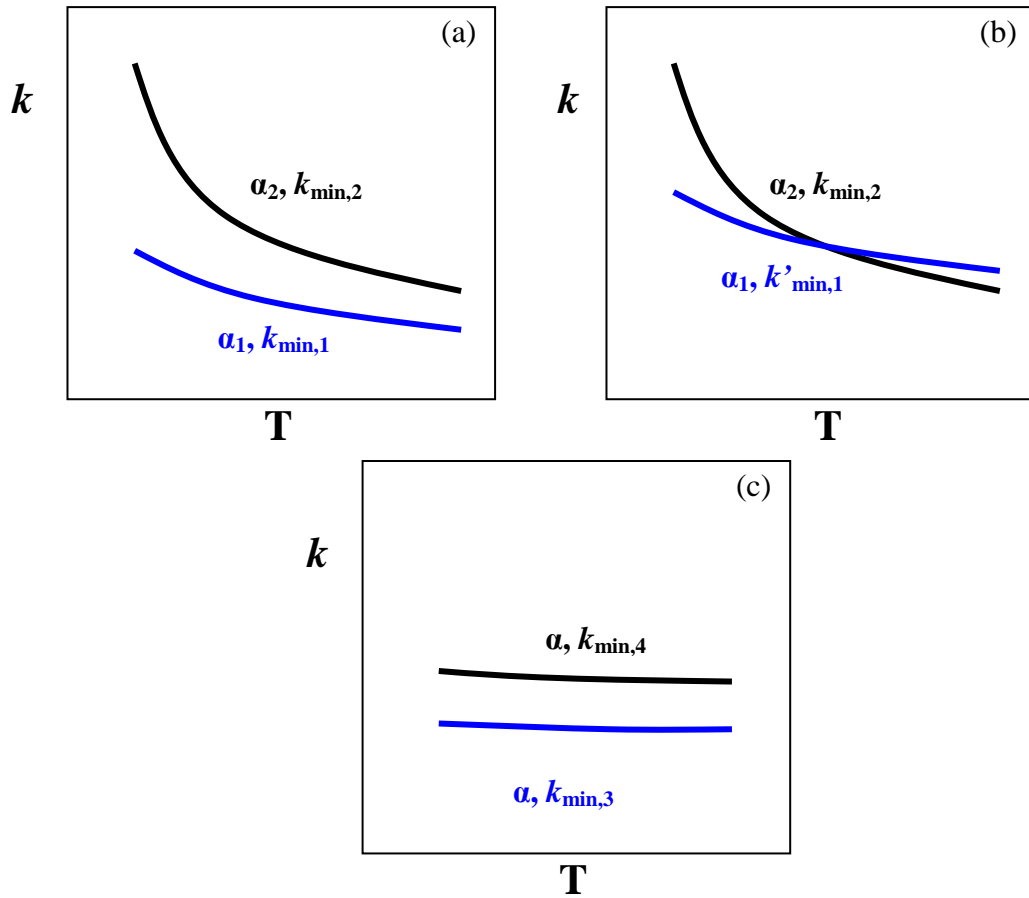 (a)
k
α₂, kmin,2
α₁, kmin,1
T
(b)
k
α₂, kmin,2
α₁, k’min,1
T
(c)
k
α, kmin,4
α, kmin,3
T